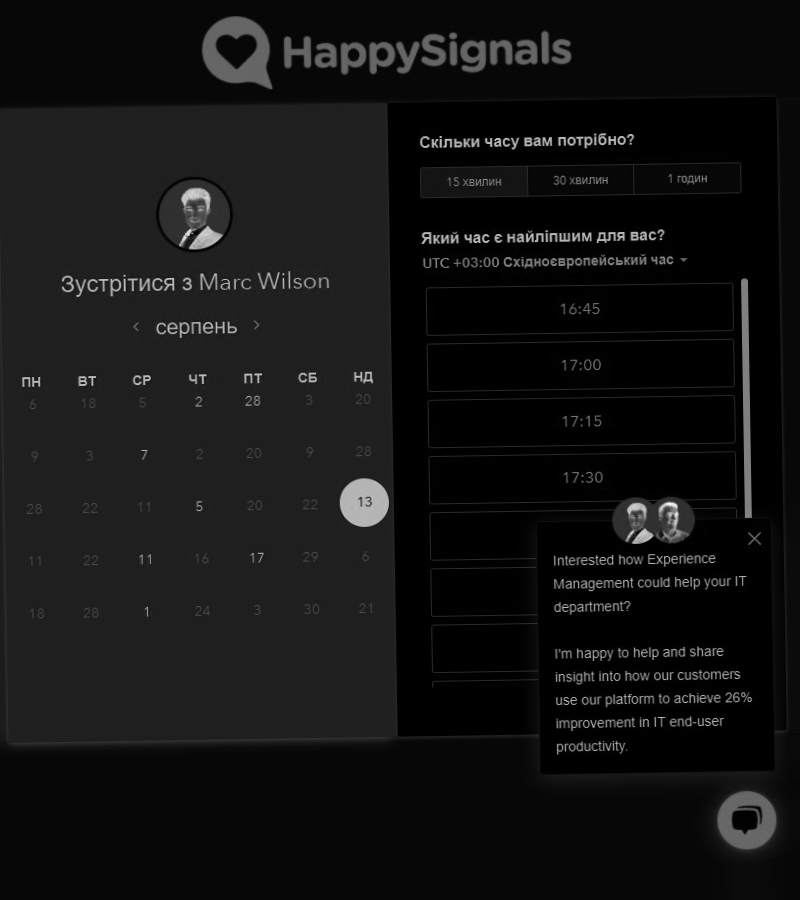 HappySignals
Зустрітися з Marc Wilson
серпень
ПН ВТ СР ЧТ ПТ СБ НД
6 18 5 2 28 3 20
9 3 7 2 20 9 28
28 22 11 5 20 22 13
11 22 11 16 17 29 6
18 28 1 24 3 30 21
Скільки часу вам потрібно?
15 хвилин 30 хвилин 1 годин
Який час є найліпшим для вас?
UTC +03:00 Східноєвропейський час
16:45
17:00
17:15
17:30
Interested how Experience
Management could help your IT
department?
I'm happy to help and share
insight into how our customers
use our platform to achieve 26%
improvement in IT end-user
productivity.